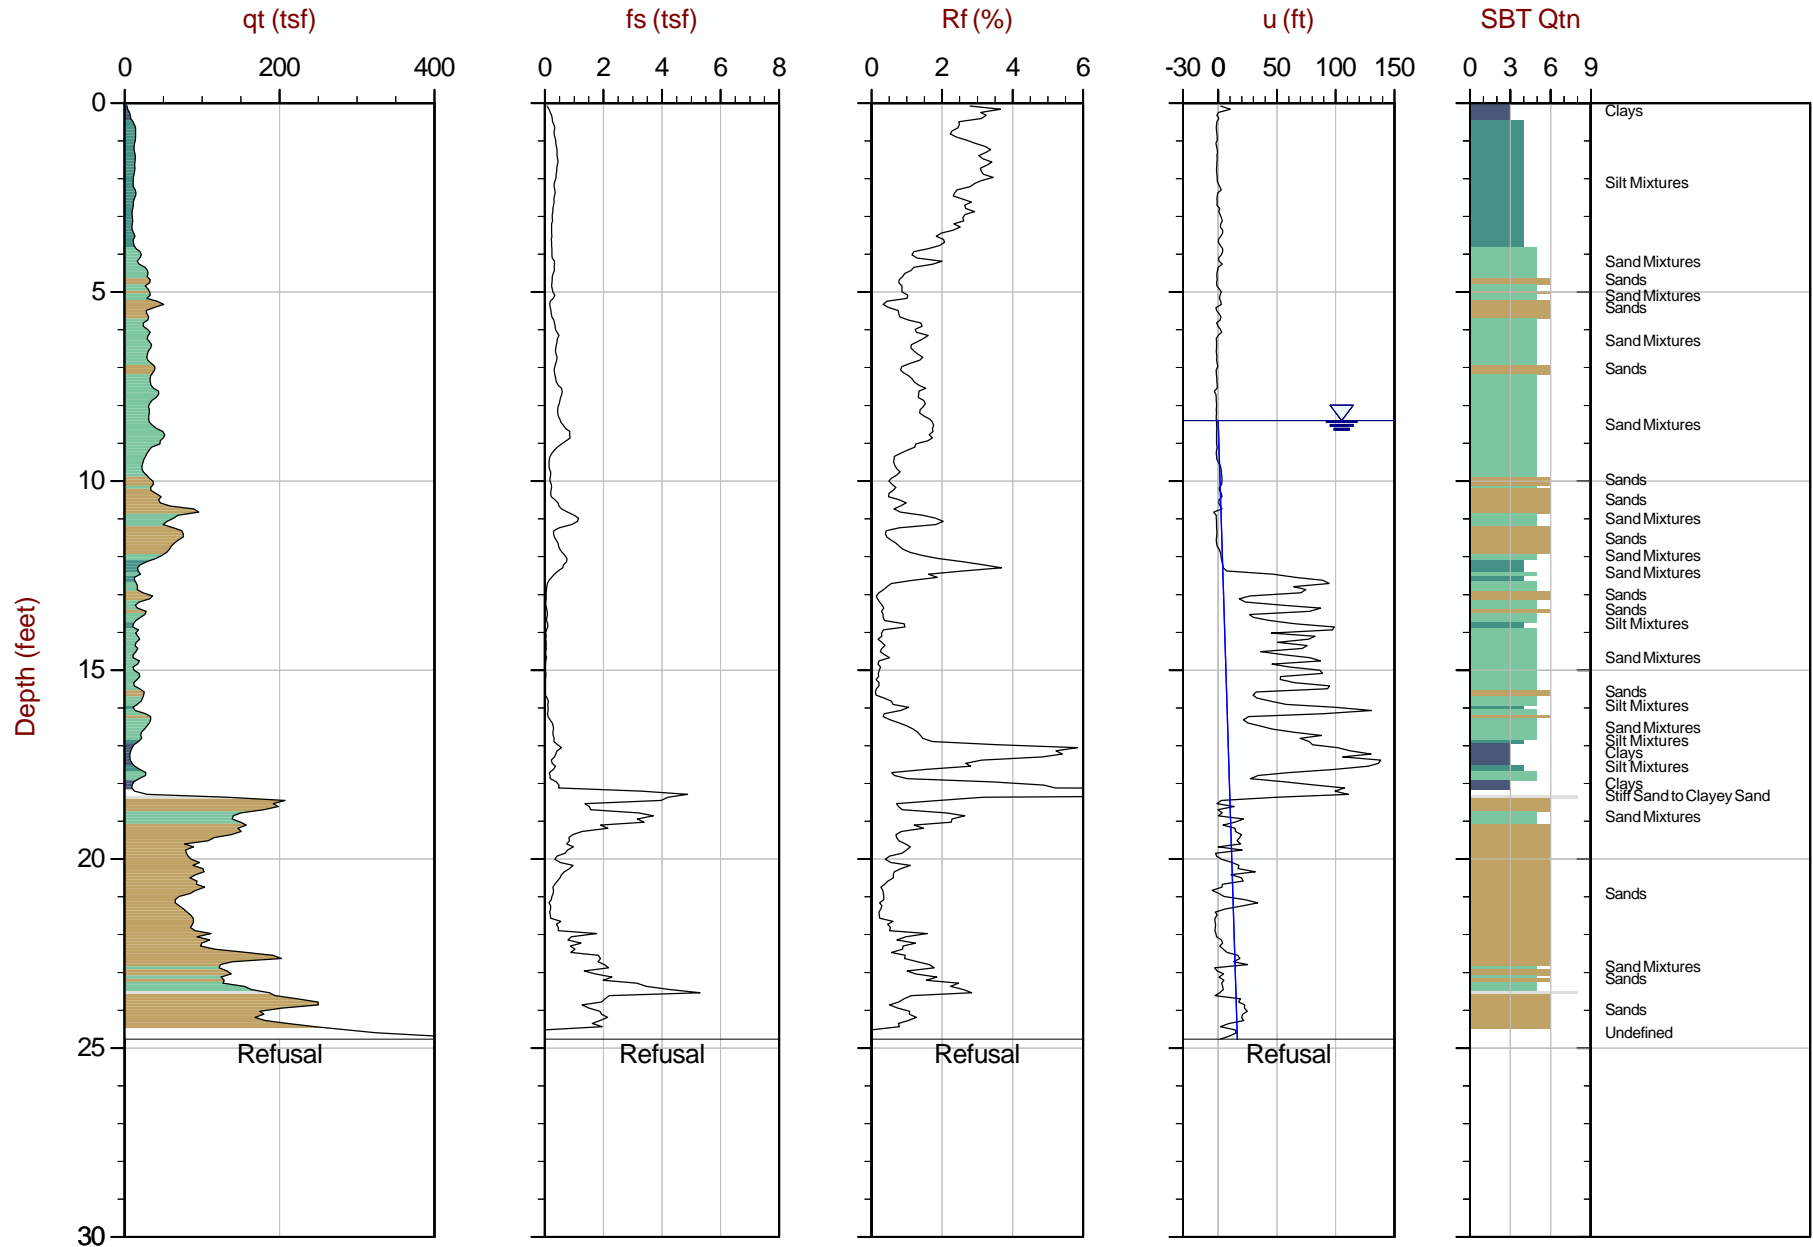 qt (tsf) fs (tsf) Rf (%) u (ft) SBT Qtn
0 200 400 0 2 4 6 8 0 2 4 6 -30 0 50 100 150 0 3 6 9
0
5
10
15
20
25
30
Depth (feet)
Refusal Refusal Refusal Refusal
Clays
Silt Mixtures
Sand Mixtures
Sands
Sand Mixtures
Sands
Sand Mixtures
Sands
Sand Mixtures
Sands
Sands
Sand Mixtures
Sands
Sand Mixtures
Sand Mixtures
Sands
Sands
Silt Mixtures
Sand Mixtures
Sands
Silt Mixtures
Sand Mixtures
Silt Mixtures
Clays
Silt Mixtures
Clays
Stiff Sand to Clayey Sand
Sand Mixtures
Sands
Sand Mixtures
Sands
Sands
Undefined